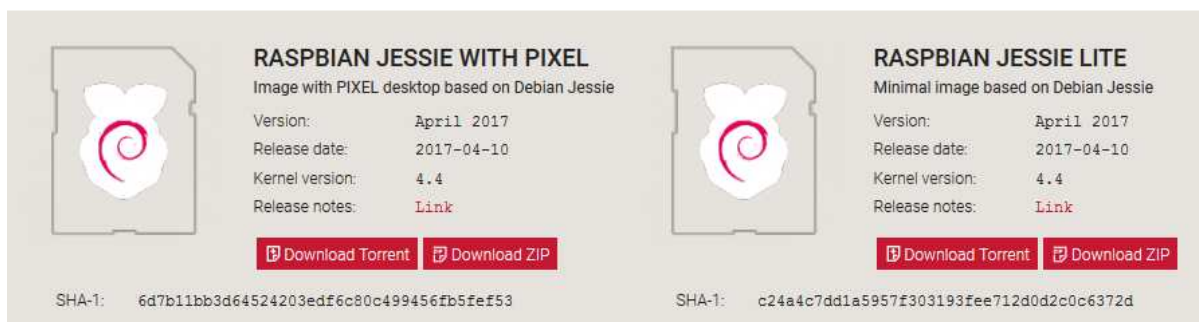 RASPBIAN JESSIE WITH PIXEL
Image with PIXEL desktop based on Debian Jessie
Version: April 2017
Release date: 2017-04-10
Kernel version: 4.4
Release notes: Link
Download Torrent Download ZIP
SHA-1: 6d7b11bb3d64524203edf6c80c499456fb5fef53
RASPBIAN JESSIE LITE
Minimal image based on Debian Jessie
Version: April 2017
Release date: 2017-04-10
Kernel version: 4.4
Release notes: Link
Download Torrent Download ZIP
SHA-1: c24a4c7dd1a5957f303193fee712d0d2c0c6372d